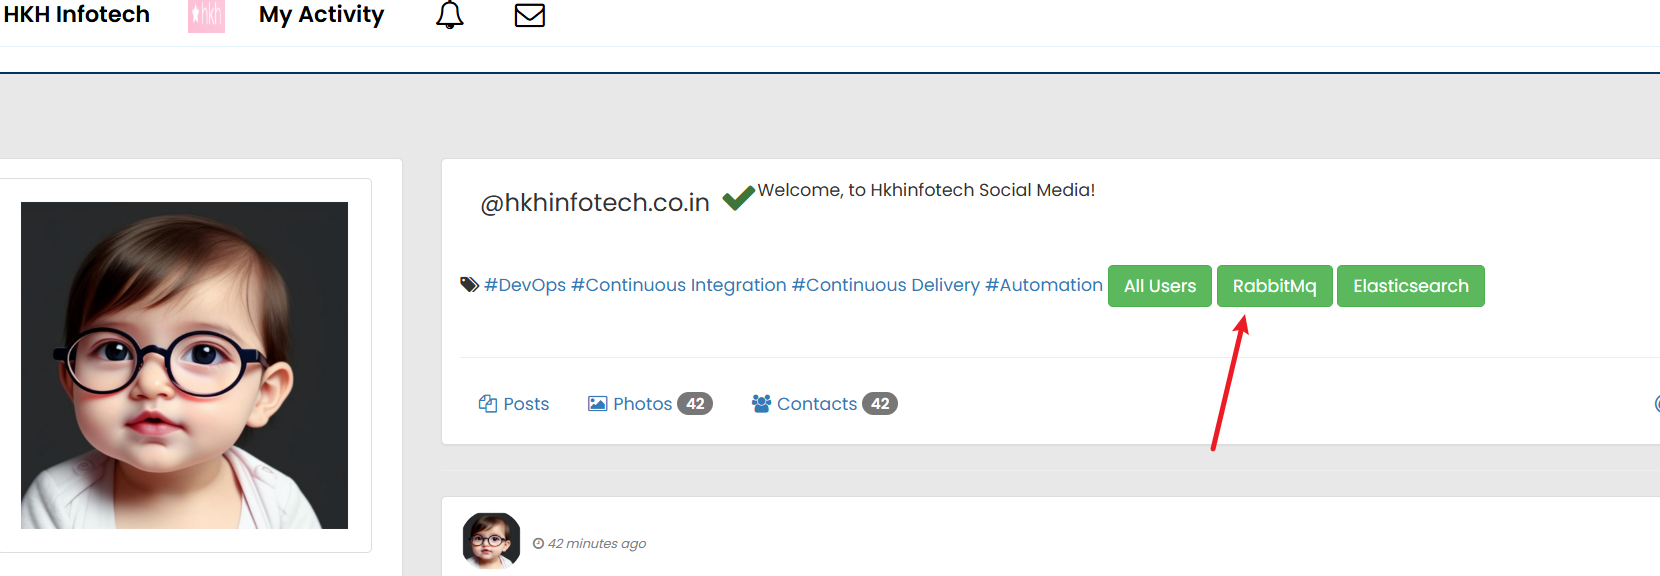 HKH Infotech hkh My Activity
@hkhinfotech.co.in Welcome, to Hkhinfotech Social Media!
#DevOps #Continuous Integration #Continuous Delivery #Automation All Users RabbitMq Elasticsearch
Posts Photos 42 Contacts 42
42 minutes ago